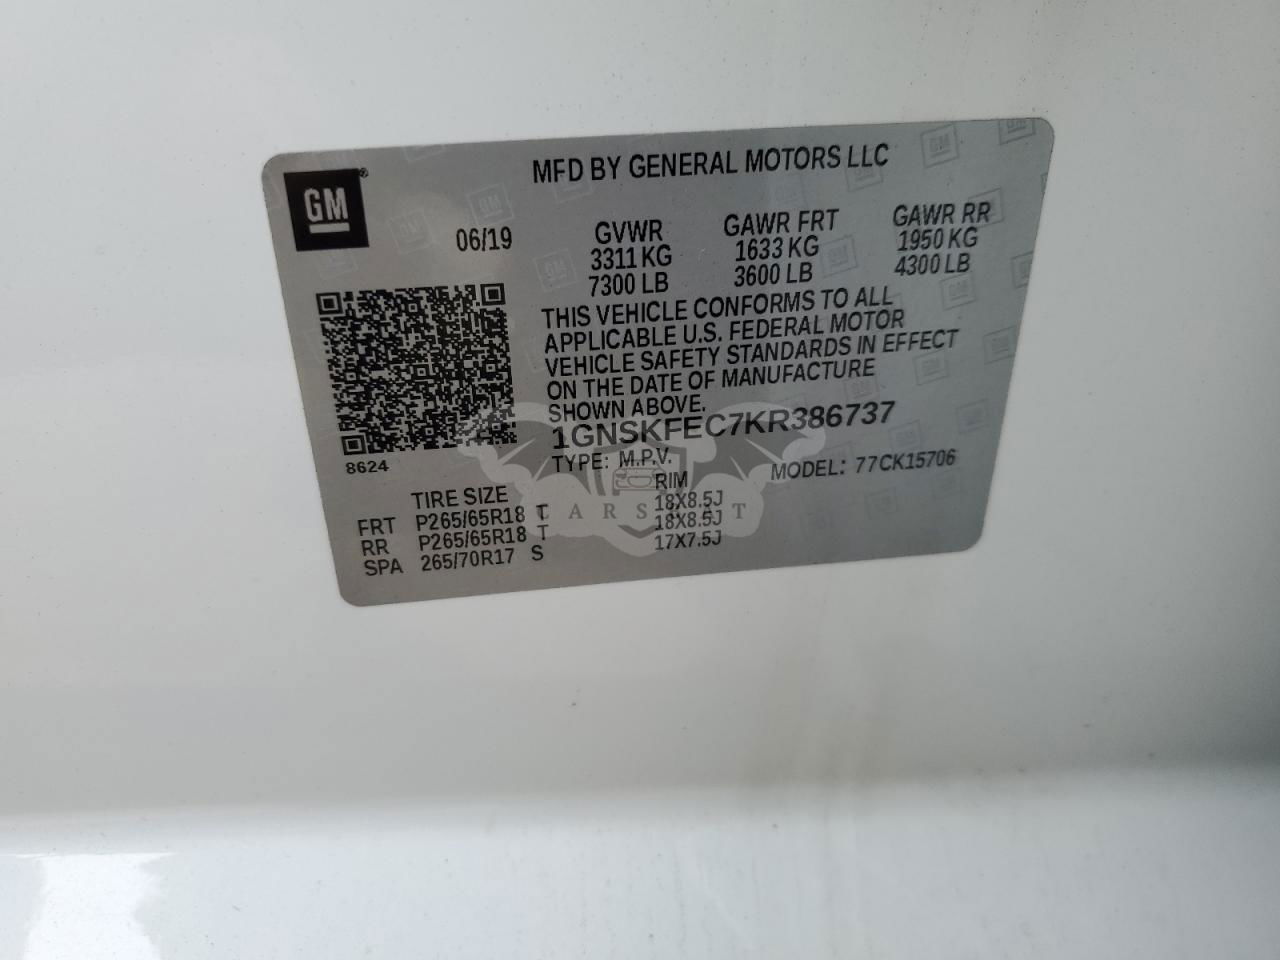 MFD BY GENERAL MOTORS LLC
GM ®
06/19
GVWR GAWR FRT GAWR RR
3311 KG 1633 KG 1950 KG
7300 LB 3600 LB 4300 LB
THIS VEHICLE CONFORMS TO ALL
APPLICABLE U.S. FEDERAL MOTOR
VEHICLE SAFETY STANDARDS IN EFFECT
ON THE DATE OF MANUFACTURE
SHOWN ABOVE.
1GNSKFEC7KR386737
8624
TYPE: M.P.V. MODEL: 77CK15706
TIRE SIZE RIM
FRT P265/65R18 T 18X8.5J
RR P265/65R18 T 18X8.5J
SPA 265/70R17 S 17X7.5J